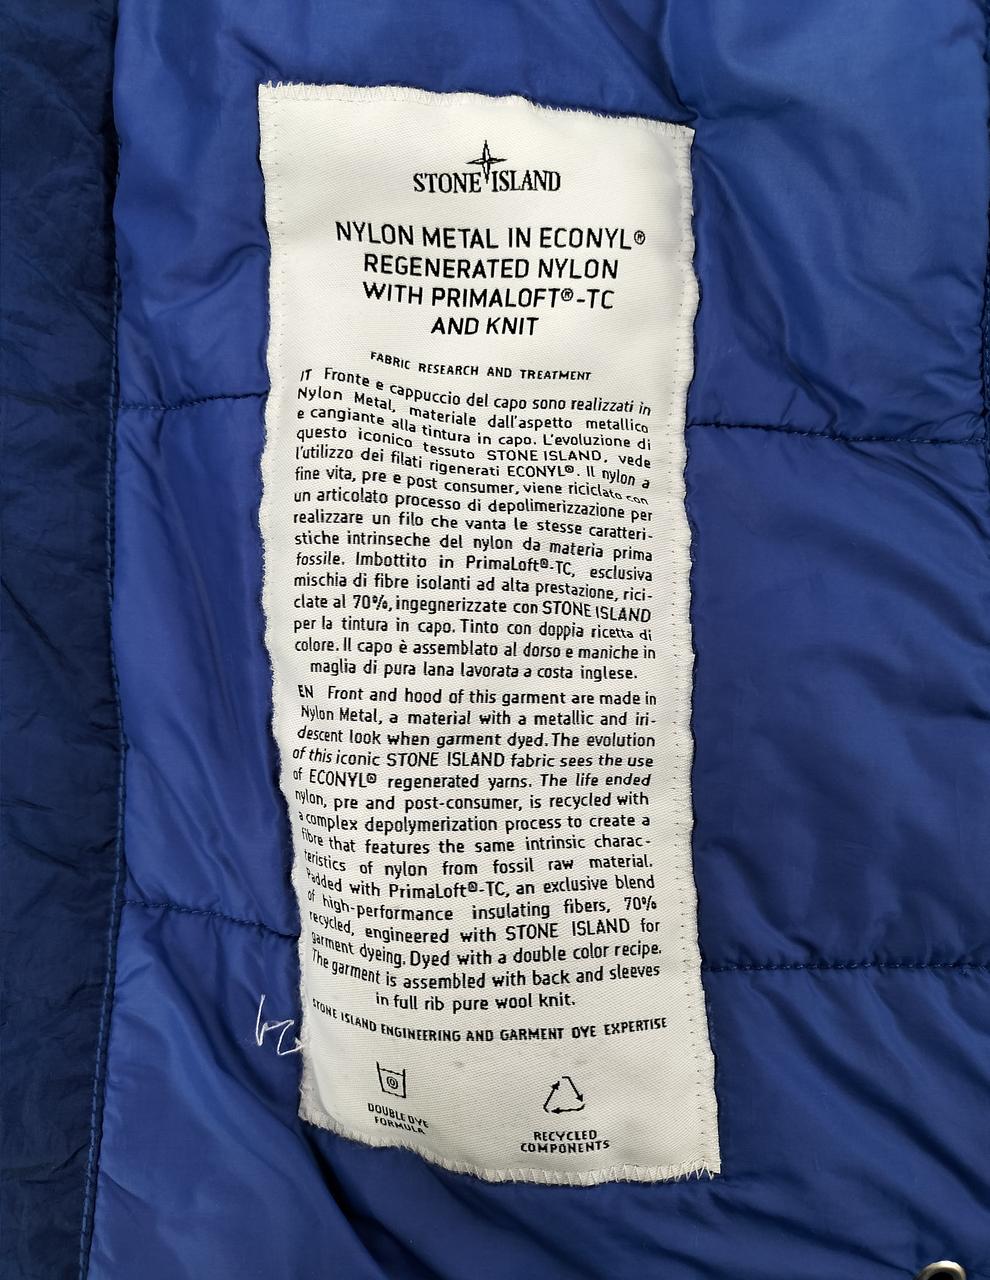 STONE ISLAND
NYLON METAL IN ECONYL®
REGENERATED NYLON
WITH PRIMALOFT®-TC
AND KNIT
FABRIC RESEARCH AND TREATMENT
IT Fronte e cappuccio del capo sono realizzati in
Nylon Metal, materiale dall'aspetto metallico
e cangiante alla tintura in capo. L'evoluzione di
questo iconico tessuto STONE ISLAND, vede
l'utilizzo dei filati rigenerati ECONYL®. Il nylon a
fine vita, pre e post consumer, viene riciclato con
un articolato processo di depolimerizzazione per
realizzare un filo che vanta le stesse caratteri-
stiche intrinseche del nylon da materia prima
fossile. Imbottito in PrimaLoft®-TC, esclusiva
mischia di fibre isolanti ad alta prestazione, rici-
clate al 70%, ingegnerizzate con STONE ISLAND
per la tintura in capo. Tinto con doppia ricetta di
colore. Il capo è assemblato al dorso e maniche in
maglia di pura lana lavorata a costa inglese.
EN Front and hood of this garment are made in
Nylon Metal, a material with a metallic and iri-
descent look when garment dyed. The evolution
of this iconic STONE ISLAND fabric sees the use
of ECONYL® regenerated yarns. The life ended
nylon, pre and post-consumer, is recycled with
a complex depolymerization process to create a
fibre that features the same intrinsic charac-
teristics of nylon from fossil raw material.
Padded with PrimaLoft®-TC, an exclusive blend
of high-performance insulating fibers, 70%
recycled, engineered with STONE ISLAND for
garment dyeing. Dyed with a double color recipe.
The garment is assembled with back and sleeves
in full rib pure wool knit.
STONE ISLAND ENGINEERING AND GARMENT DYE EXPERTISE
DOUBLE DYE
FORMULA
RECYCLED
COMPONENTS